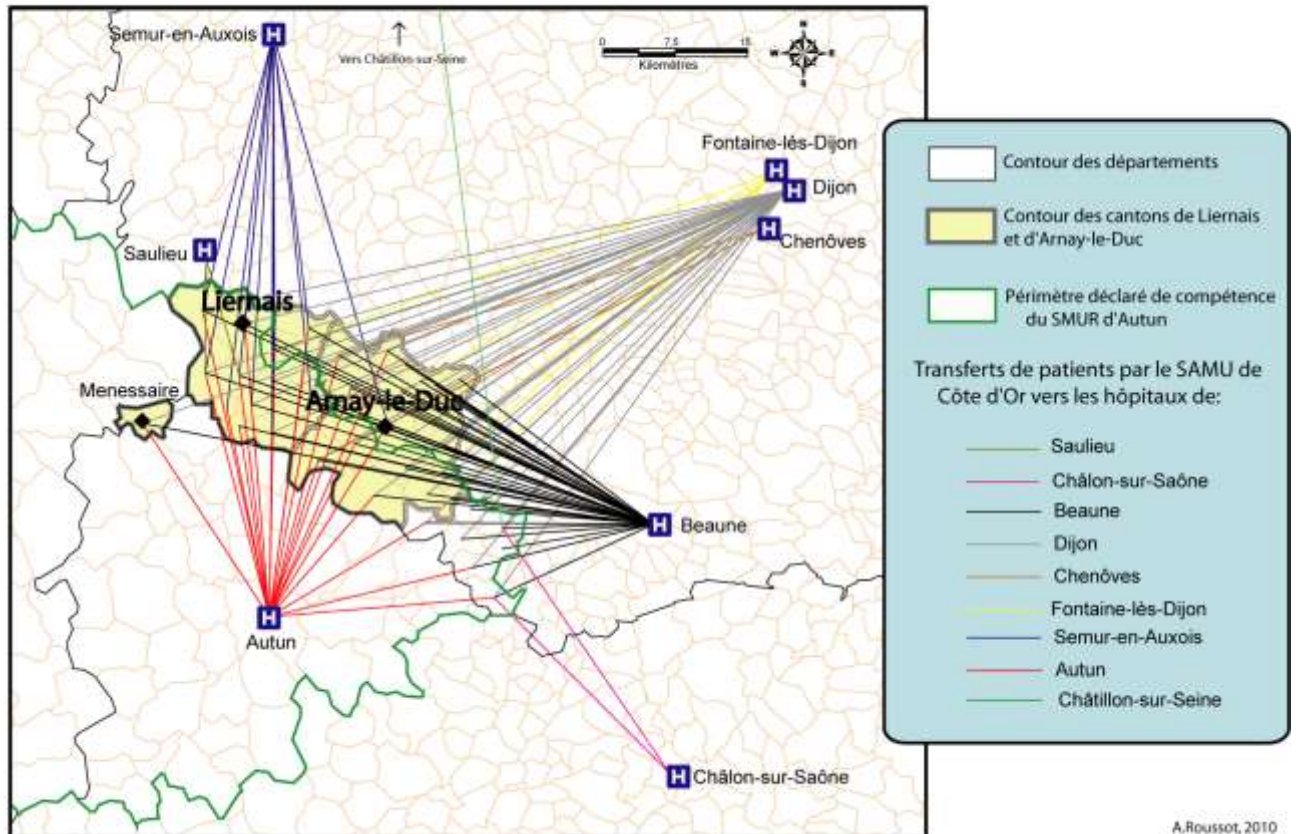 Semur-en-Auxois
H
↑
Vers Châtillon-sur-Seine
0 7,5 15
Kilomètres
N
W E
S
Fontaine-lès-Dijon
H
H Dijon
H
Chenôves
Saulieu H
Liernais
Menessaire
Arnay-le-Duc
H Beaune
H
Autun
H Châlon-sur-Saône
Contour des départements
Contour des cantons de Liernais
et d'Arnay-le-Duc
Périmètre déclaré de compétence
du SMUR d'Autun
Transferts de patients par le SAMU de
Côte d'Or vers les hôpitaux de:
Saulieu
Châlon-sur-Saône
Beaune
Dijon
Chenôves
Fontaine-lès-Dijon
Semur-en-Auxois
Autun
Châtillon-sur-Seine
A.Roussot, 2010